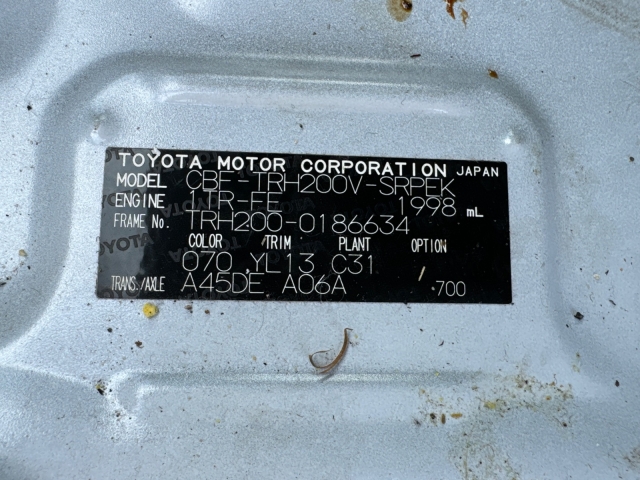 TOYOTA MOTOR CORPORATION JAPAN
MODEL CBF-TRH200V-SRPEK
ENGINE 1TR-FE 1998 mL
FRAME No. TRH200-0186634
COLOR TRIM PLANT OPTION
070 YL13 C31
TRANS./AXLE A45DE A06A .700